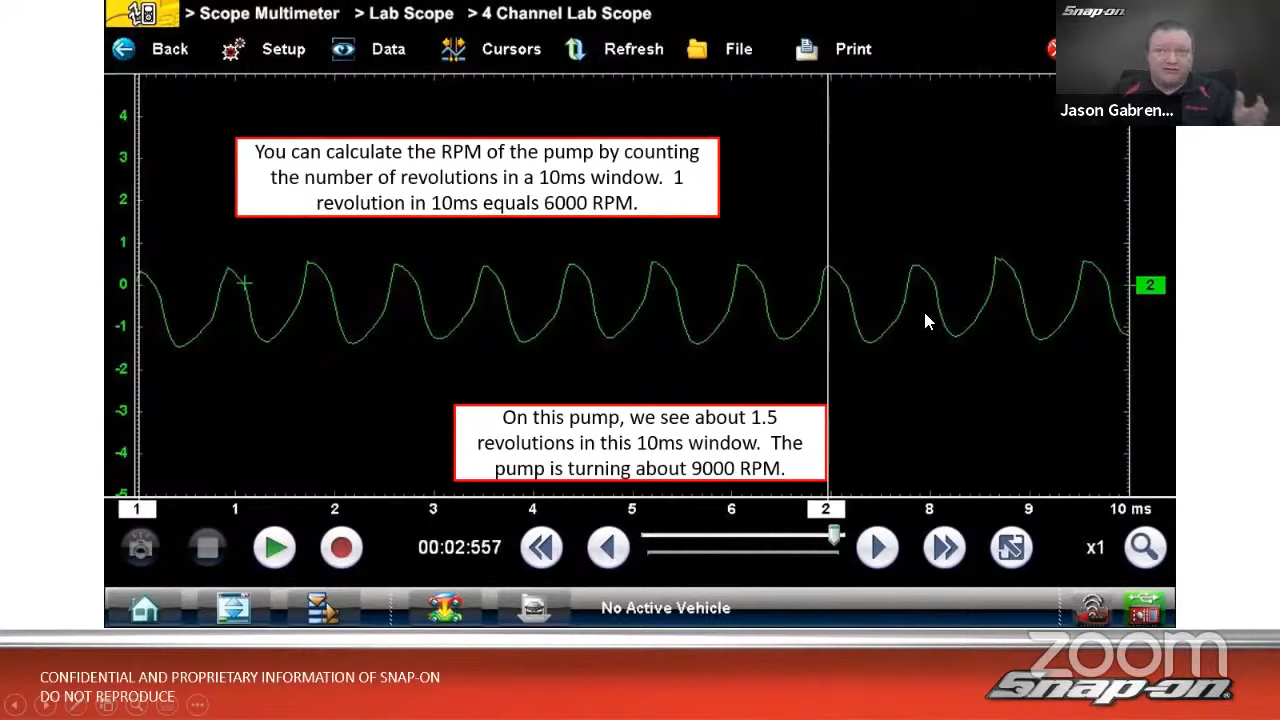 > Scope Multimeter > Lab Scope > 4 Channel Lab Scope
Back Setup Data Cursors Refresh File Print
Snap-on
Jason Gabren...
You can calculate the RPM of the pump by counting
the number of revolutions in a 10ms window. 1
revolution in 10ms equals 6000 RPM.
4
3
2
1
0
-1
-2
-3
-4
-5
2
On this pump, we see about 1.5
revolutions in this 10ms window. The
pump is turning about 9000 RPM.
1 1 2 3 4 5 6 2 8 9 10 ms
00:02:557 x1
No Active Vehicle
zoom
CONFIDENTIAL AND PROPRIETARY INFORMATION OF SNAP-ON
DO NOT REPRODUCE
Snap-on